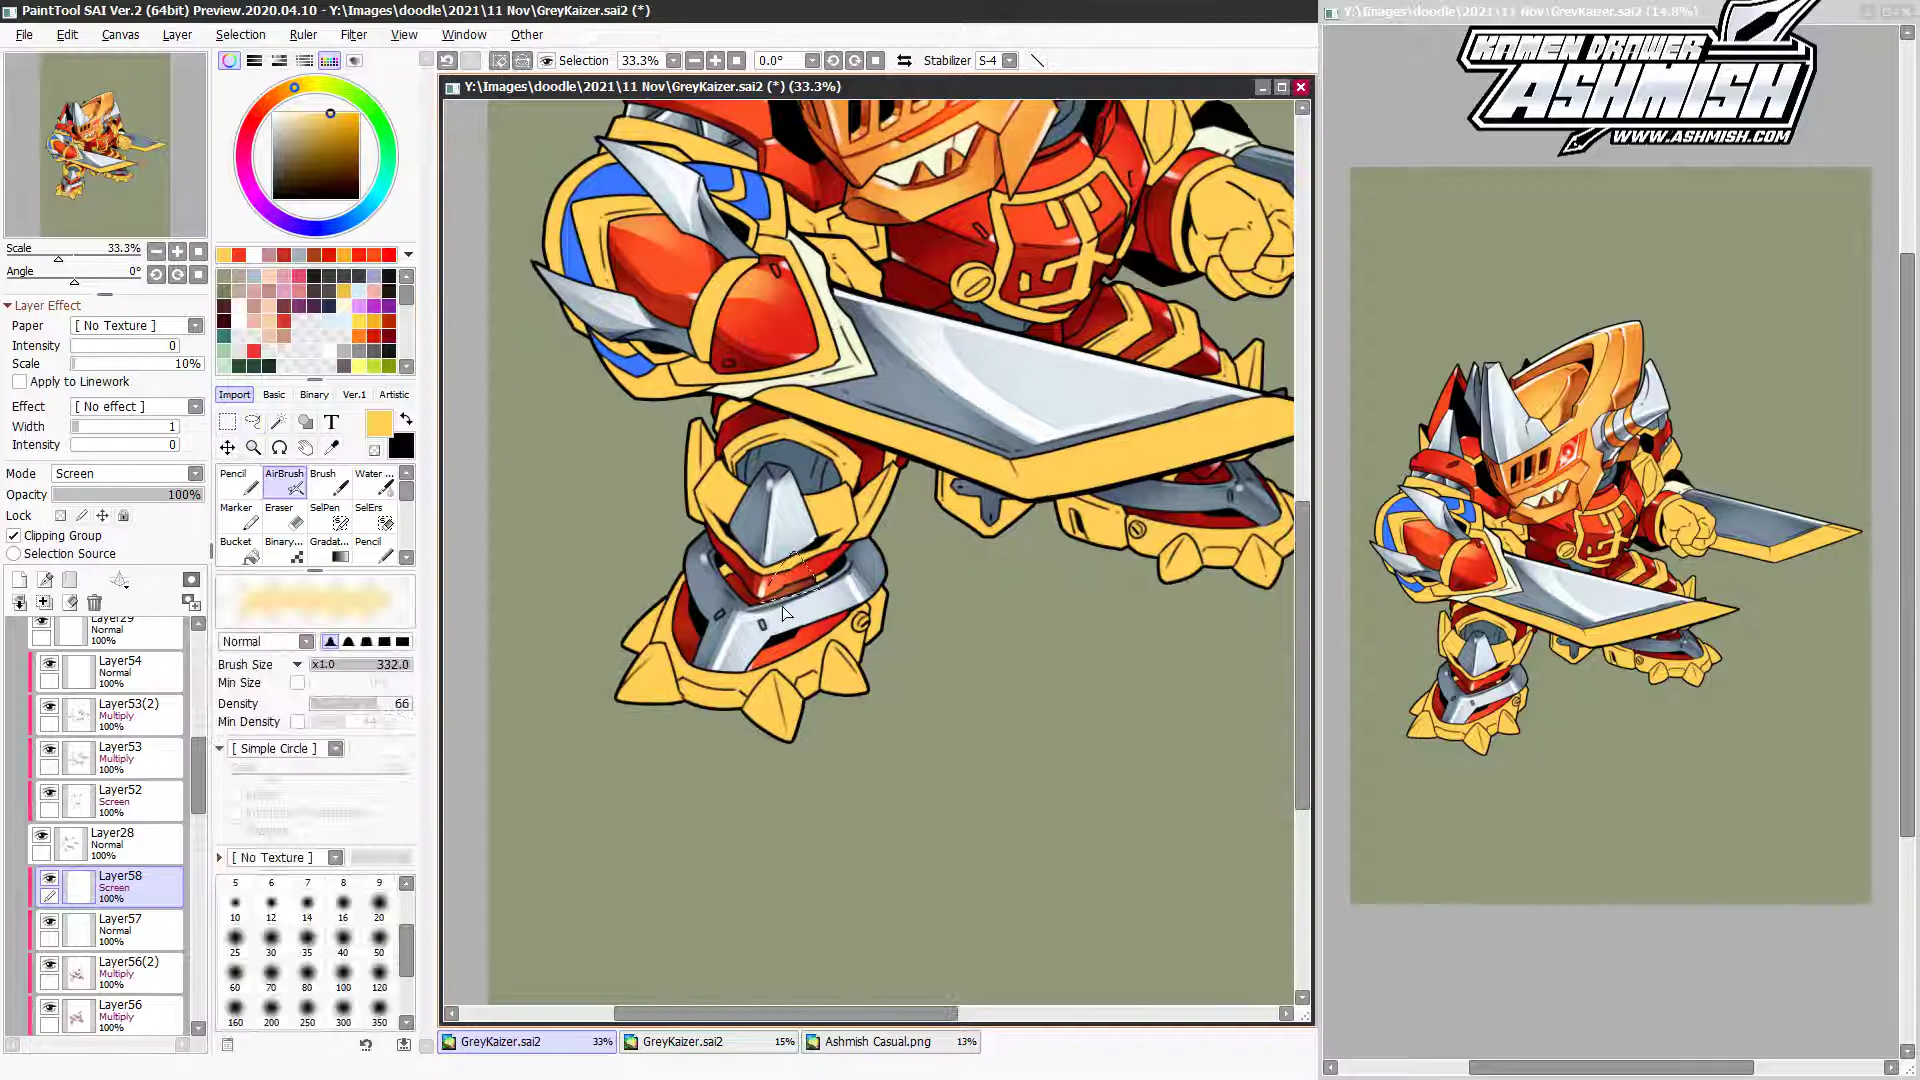 PaintTool SAI Ver.2 (64bit) Preview.2020.04.10 - Y:\Images\doodle\2021\11 Nov\GreyKaizer.sai2 (*)
Y:\Images\doodle\2021\11 Nov\GreyKaizer.sai2 (14.8%)
File Edit Canvas Layer Selection Ruler Filter View Window Other
KAMEN DRAWER
ASHMISH
WWW.ASHMISH.COM
Selection 33.3% 0.0° Stabilizer S-4
Y:\Images\doodle\2021\11 Nov\GreyKaizer.sai2 (*) (33.3%)
Scale 33.3%
Angle 0°
Layer Effect
Paper [ No Texture ]
Intensity 0
Scale 10%
Apply to Linework
Effect [ No effect ]
Width 1
Intensity 0
Mode Screen
Opacity 100%
Lock
Clipping Group
Selection Source
Layer29
Normal
100%
Layer54
Normal
100%
Layer53(2)
Multiply
100%
Layer53
Multiply
100%
Layer52
Screen
100%
Layer28
Normal
100%
Layer58
Screen
100%
Layer57
Normal
100%
Layer56(2)
Multiply
100%
Layer56
Multiply
100%
Import Basic Binary Ver.1 Artistic
T
Pencil AirBrush Brush Water ...
Marker Eraser SelPen SelErs
Bucket Binary... Gradat... Pencil
Normal
Brush Size x1.0 332.0
Min Size
Density 66
Min Density
[ Simple Circle ]
[ No Texture ]
5 6 7 8 9
10 12 14 16 20
25 30 35 40 50
60 70 80 100 120
160 200 250 300 350
GreyKaizer.sai2 33%
GreyKaizer.sai2 15%
Ashmish Casual.png 13%